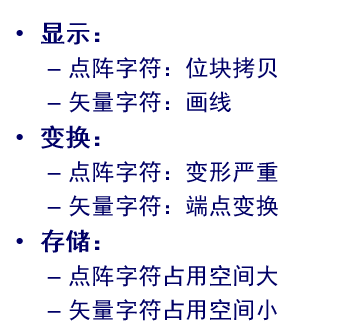 • 显示：
– 点阵字符：位块拷贝
– 矢量字符：画线
• 变换：
– 点阵字符：变形严重
– 矢量字符：端点变换
• 存储：
– 点阵字符占用空间大
– 矢量字符占用空间小